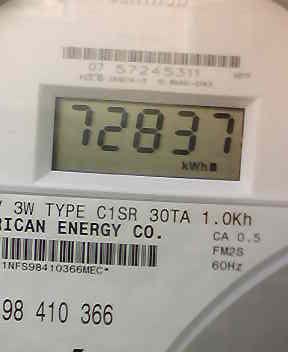 07 57245311
72837
kWh
V 3W TYPE C1SR 30TA 1.0Kh
RICAN ENERGY CO.
CA 0.5
FM2S
1NFS98410366MEC*
60Hz
98 410 366